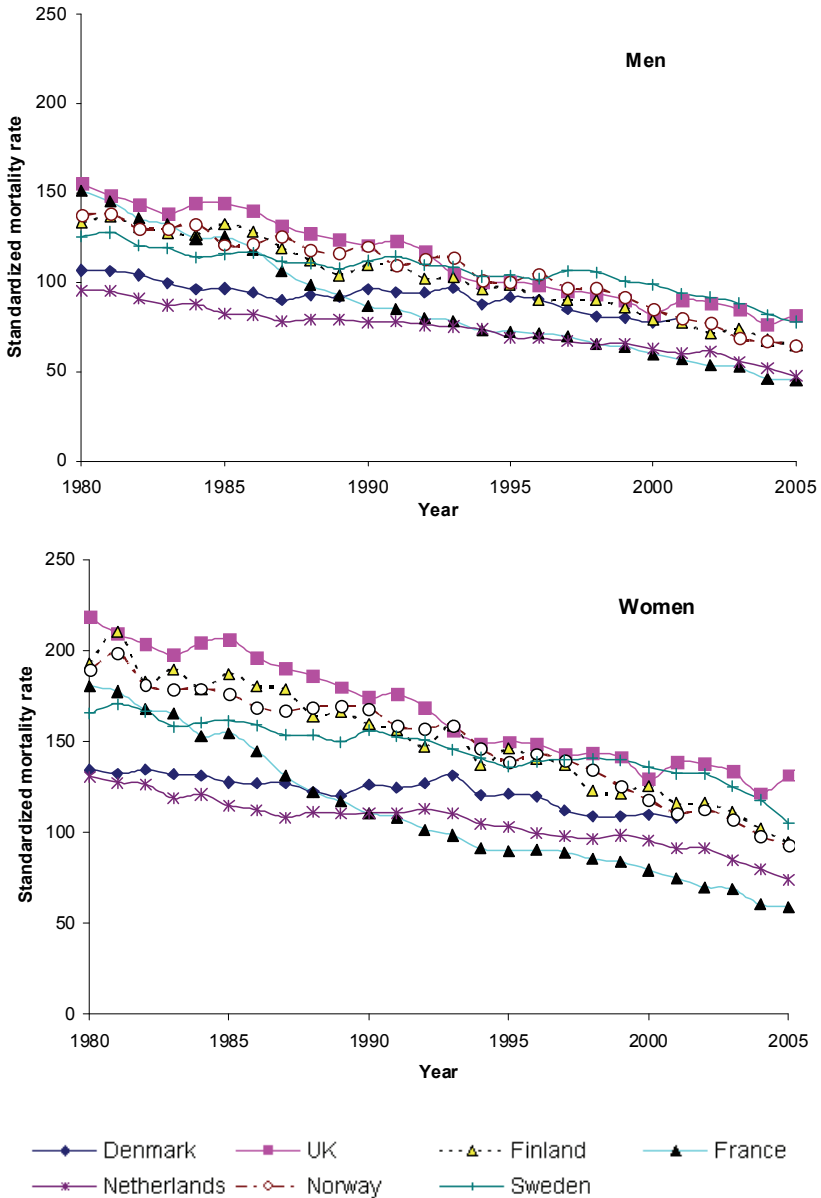 250
Men
200
150
100
50
0
Standardized mortality rate
1980 1985 1990 1995 2000 2005
Year
250
Women
200
150
100
50
0
Standardized mortality rate
1980 1985 1990 1995 2000 2005
Year
Denmark UK Finland France
Netherlands Norway Sweden